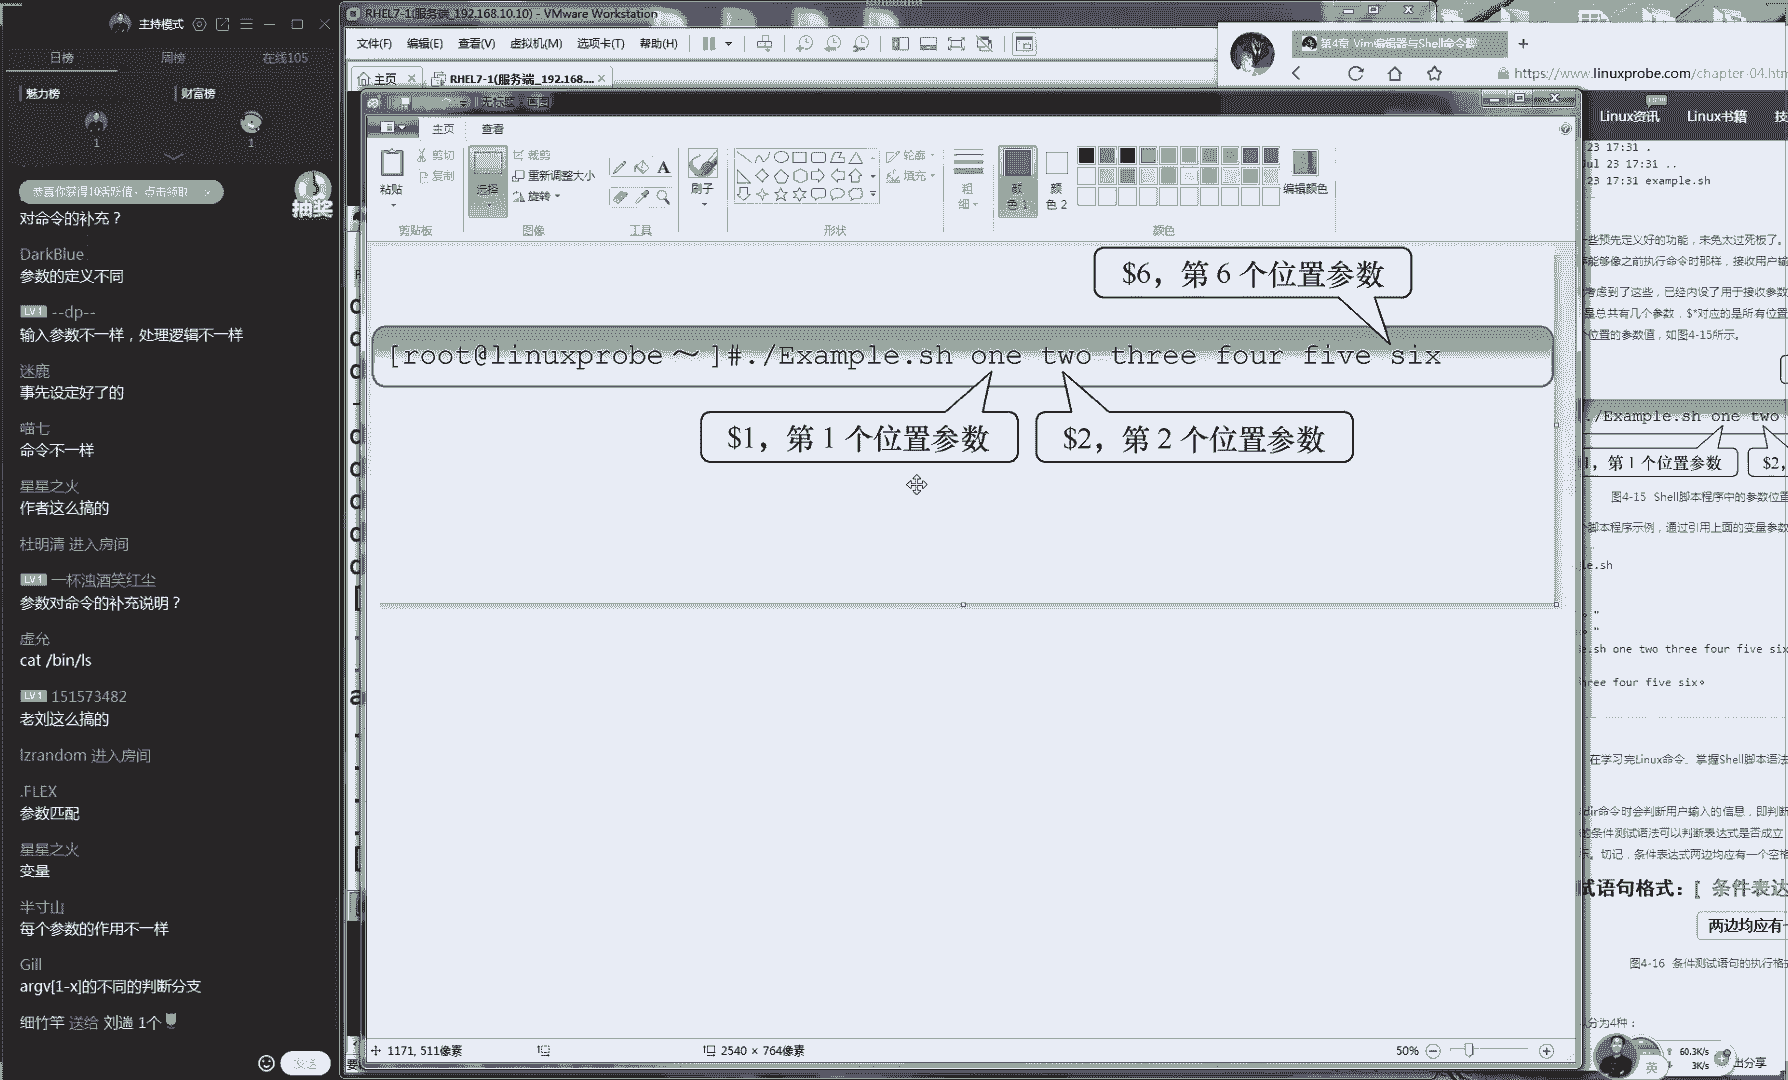 主持模式
日榜
周榜
在线105
魅力榜
财富榜
1
1
恭喜你获得10活跃值，点击领取
抽奖
对命令的补充？
DarkBlue
参数的定义不同
LV1 --dp--
输入参数不一样，处理逻辑不一样
迷鹿
事先设定好了的
喵七
命令不一样
星星之火
作者这么搞的
杜明清 进入房间
LV1 一杯浊酒笑红尘
参数对命令的补充说明？
虚允
cat /bin/ls
LV1 151573482
老刘这么搞的
lzrandom 进入房间
.FLEX
参数匹配
星星之火
变量
半寸山
每个参数的作用不一样
Gill
argv[1-x]的不同的判断分支
细竹竿 送给 刘遄 1个
发送
RHEL7-1(服务端_192.168.10.10) - VMware Workstation
文件(F) 编辑(E) 查看(V) 虚拟机(M) 选项卡(T) 帮助(H)
主页
RHEL7-1(服务端_192.168....
无标题 - 画图
主页 查看
粘贴
剪切
复制
剪贴板
选择
裁剪
重新调整大小
旋转
图像
A
工具
刷子
轮廓
填充
形状
粗细
颜色 1
颜色 2
编辑颜色
颜色
$6，第 6 个位置参数
[root@linuxprobe～]#./Example.sh one two three four five six
$1，第 1 个位置参数
$2，第 2 个位置参数
1171, 511像素
2540 × 764像素
50%
第4章 Vim编辑器与Shell命令脚
https://www.linuxprobe.com/chapter-04.htm
Linux资讯 Linux书籍 技
23 17:31 .
Jul 23 17:31 ..
23 17:31 example.sh
些预先定义好的功能，未免太过死板了。
能够像之前执行命令时那样，接收用户输
考虑到了这些，已经内设了用于接收参数
是总共有几个参数，$*对应的是所有位置
个位置的参数值，如图4-15所示。
./Example.sh one two
，第 1 个位置参数
$2，
图4-15 Shell脚本程序中的参数位置
个脚本程序示例，通过引用上面的变量参数
le.sh
le.sh one two three four five six
hree four five six。
在学习完Linux命令、掌握Shell脚本语法
dir命令时会判断用户输入的信息，即判断
的条件测试语法可以判断表达式是否成立
示。切记，条件表达式两边均应有一个空格
试语句格式：[ 条件表达
两边均应有一
图4-16 条件测试语句的执行格式
以分为4种：
60.3K/s
3K/s
英
出分享